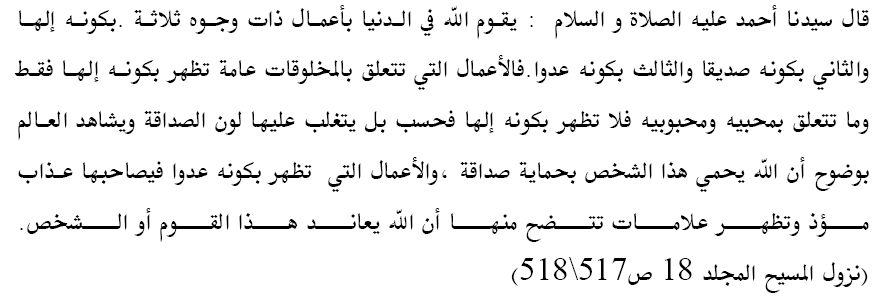 قال سيدنا أحمد عليه الصلاة و السلام : يقوم الله في الدنيا بأعمال ذات وجوه ثلاثة .بكونه إلها
والثاني بكونه صديقا والثالث بكونه عدوا.فالأعمال التي تتعلق بالمخلوقات عامة تظهر بكونه إلها فقط
وما تتعلق بمحبيه ومحبوبيه فلا تظهر بكونه إلها فحسب بل يتغلب عليها لون الصداقة ويشاهد العالم
بوضوح أن الله يحمي هذا الشخص بحماية صداقة ،والأعمال التي تظهر بكونه عدوا فيصاحبها عذاب
مؤذ وتظهر علامات تتضح منها أن الله يعاند هذا القوم أو الشخص.
(نزول المسيح المجلد 18 ص517\518)